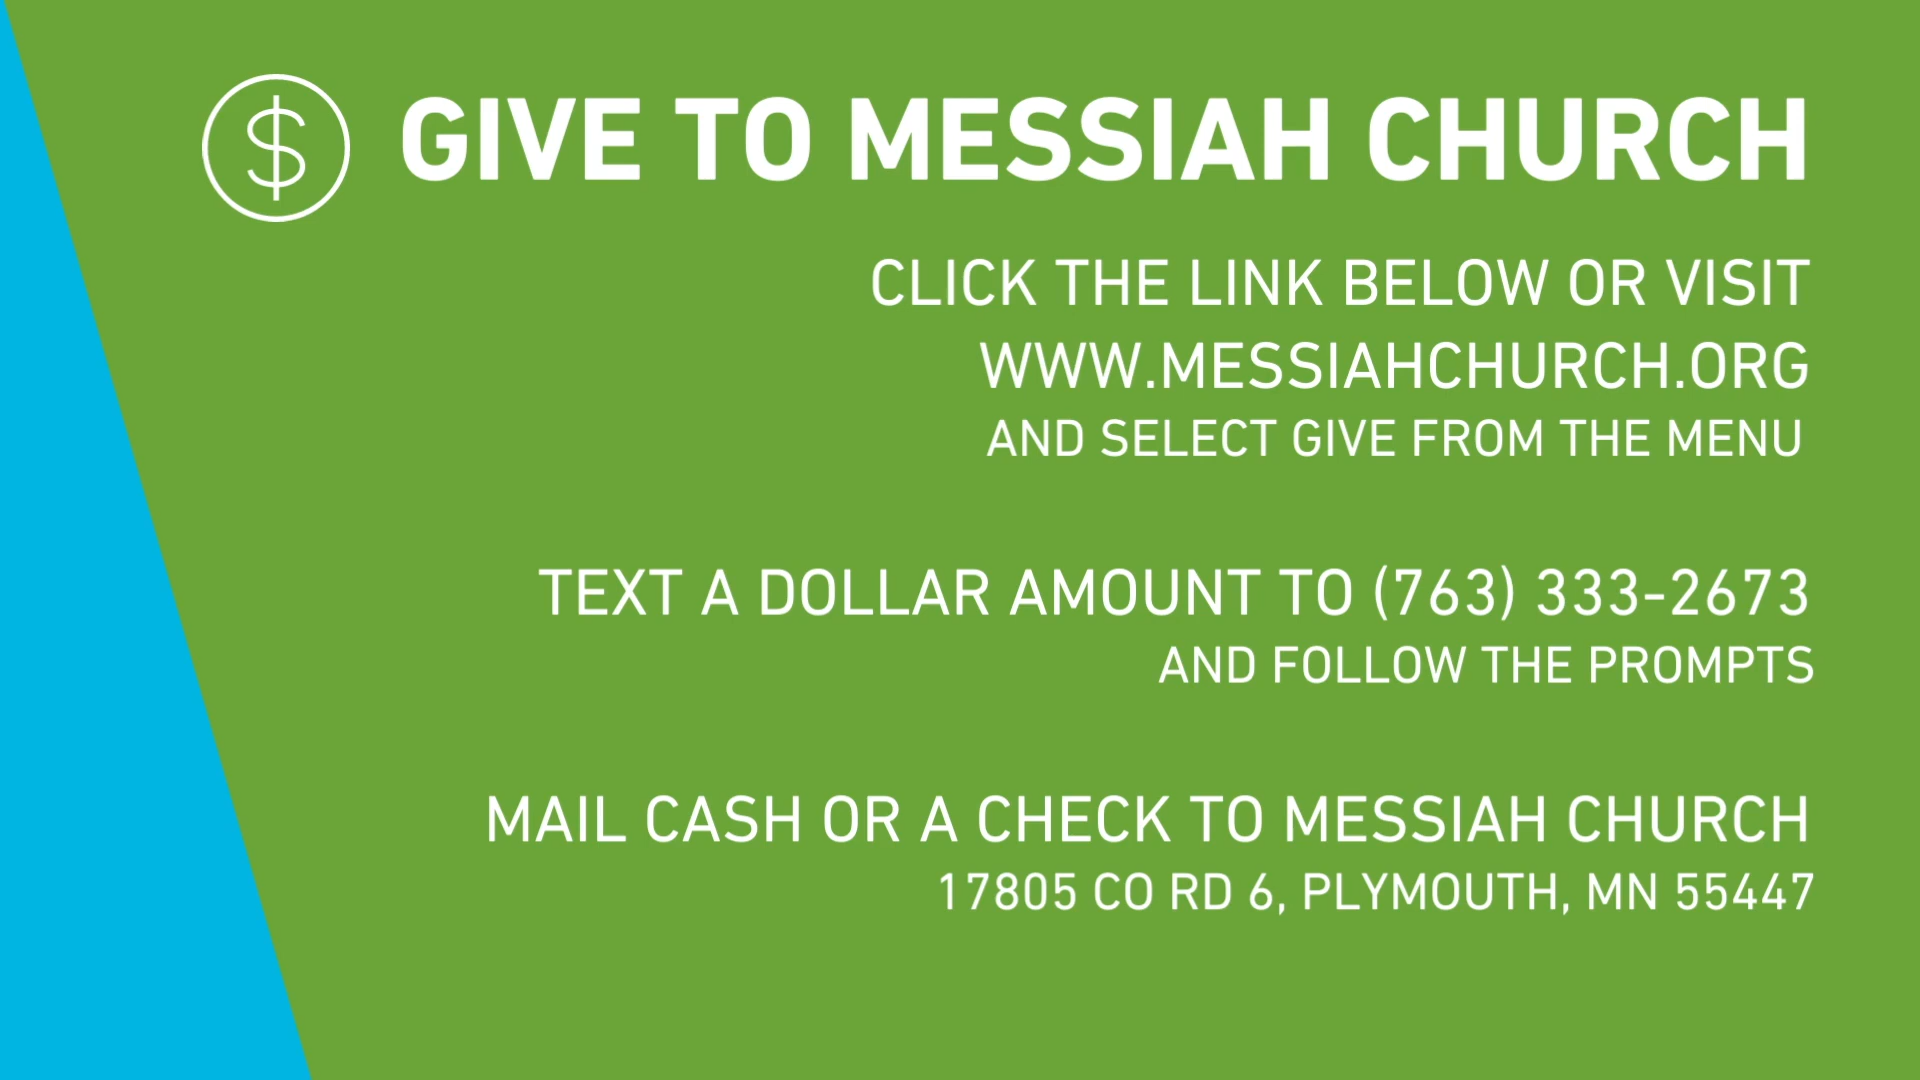 GIVE TO MESSIAH CHURCH
CLICK THE LINK BELOW OR VISIT
WWW.MESSIAHCHURCH.ORG
AND SELECT GIVE FROM THE MENU
TEXT A DOLLAR AMOUNT TO (763) 333-2673
AND FOLLOW THE PROMPTS
MAIL CASH OR A CHECK TO MESSIAH CHURCH
17805 CO RD 6, PLYMOUTH, MN 55447